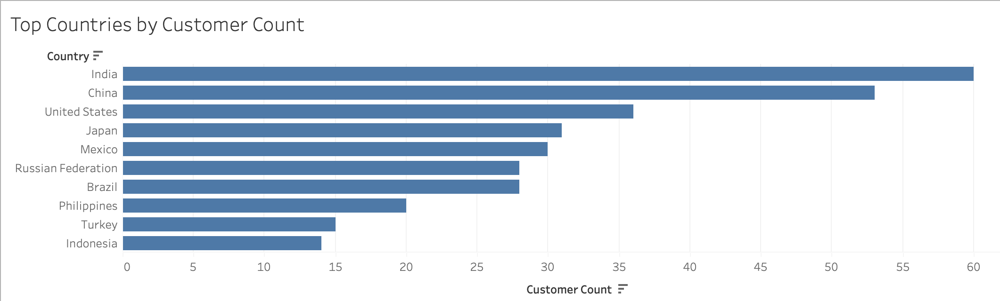 Top Countries by Customer Count
Country
India
China
United States
Japan
Mexico
Russian Federation
Brazil
Philippines
Turkey
Indonesia
0 5 10 15 20 25 30 35 40 45 50 55 60
Customer Count